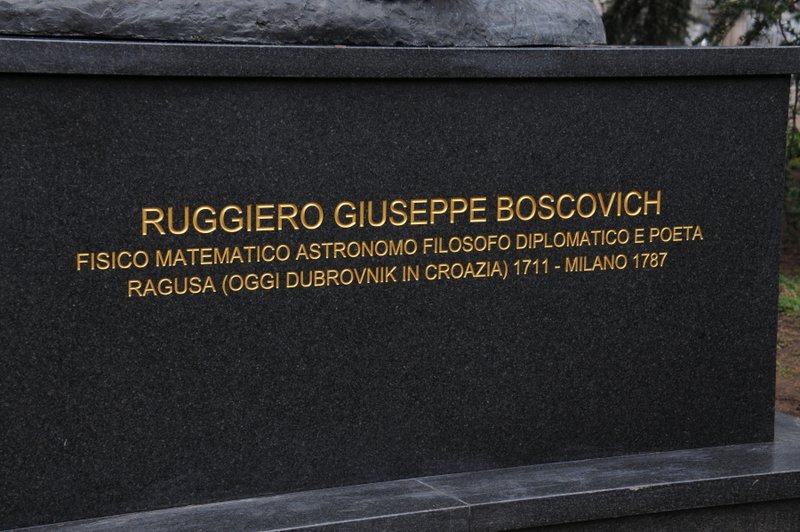 RUGGIERO GIUSEPPE BOSCOVICH
FISICO MATEMATICO ASTRONOMO FILOSOFO DIPLOMATICO E POETA
RAGUSA (OGGI DUBROVNIK IN CROAZIA) 1711 - MILANO 1787